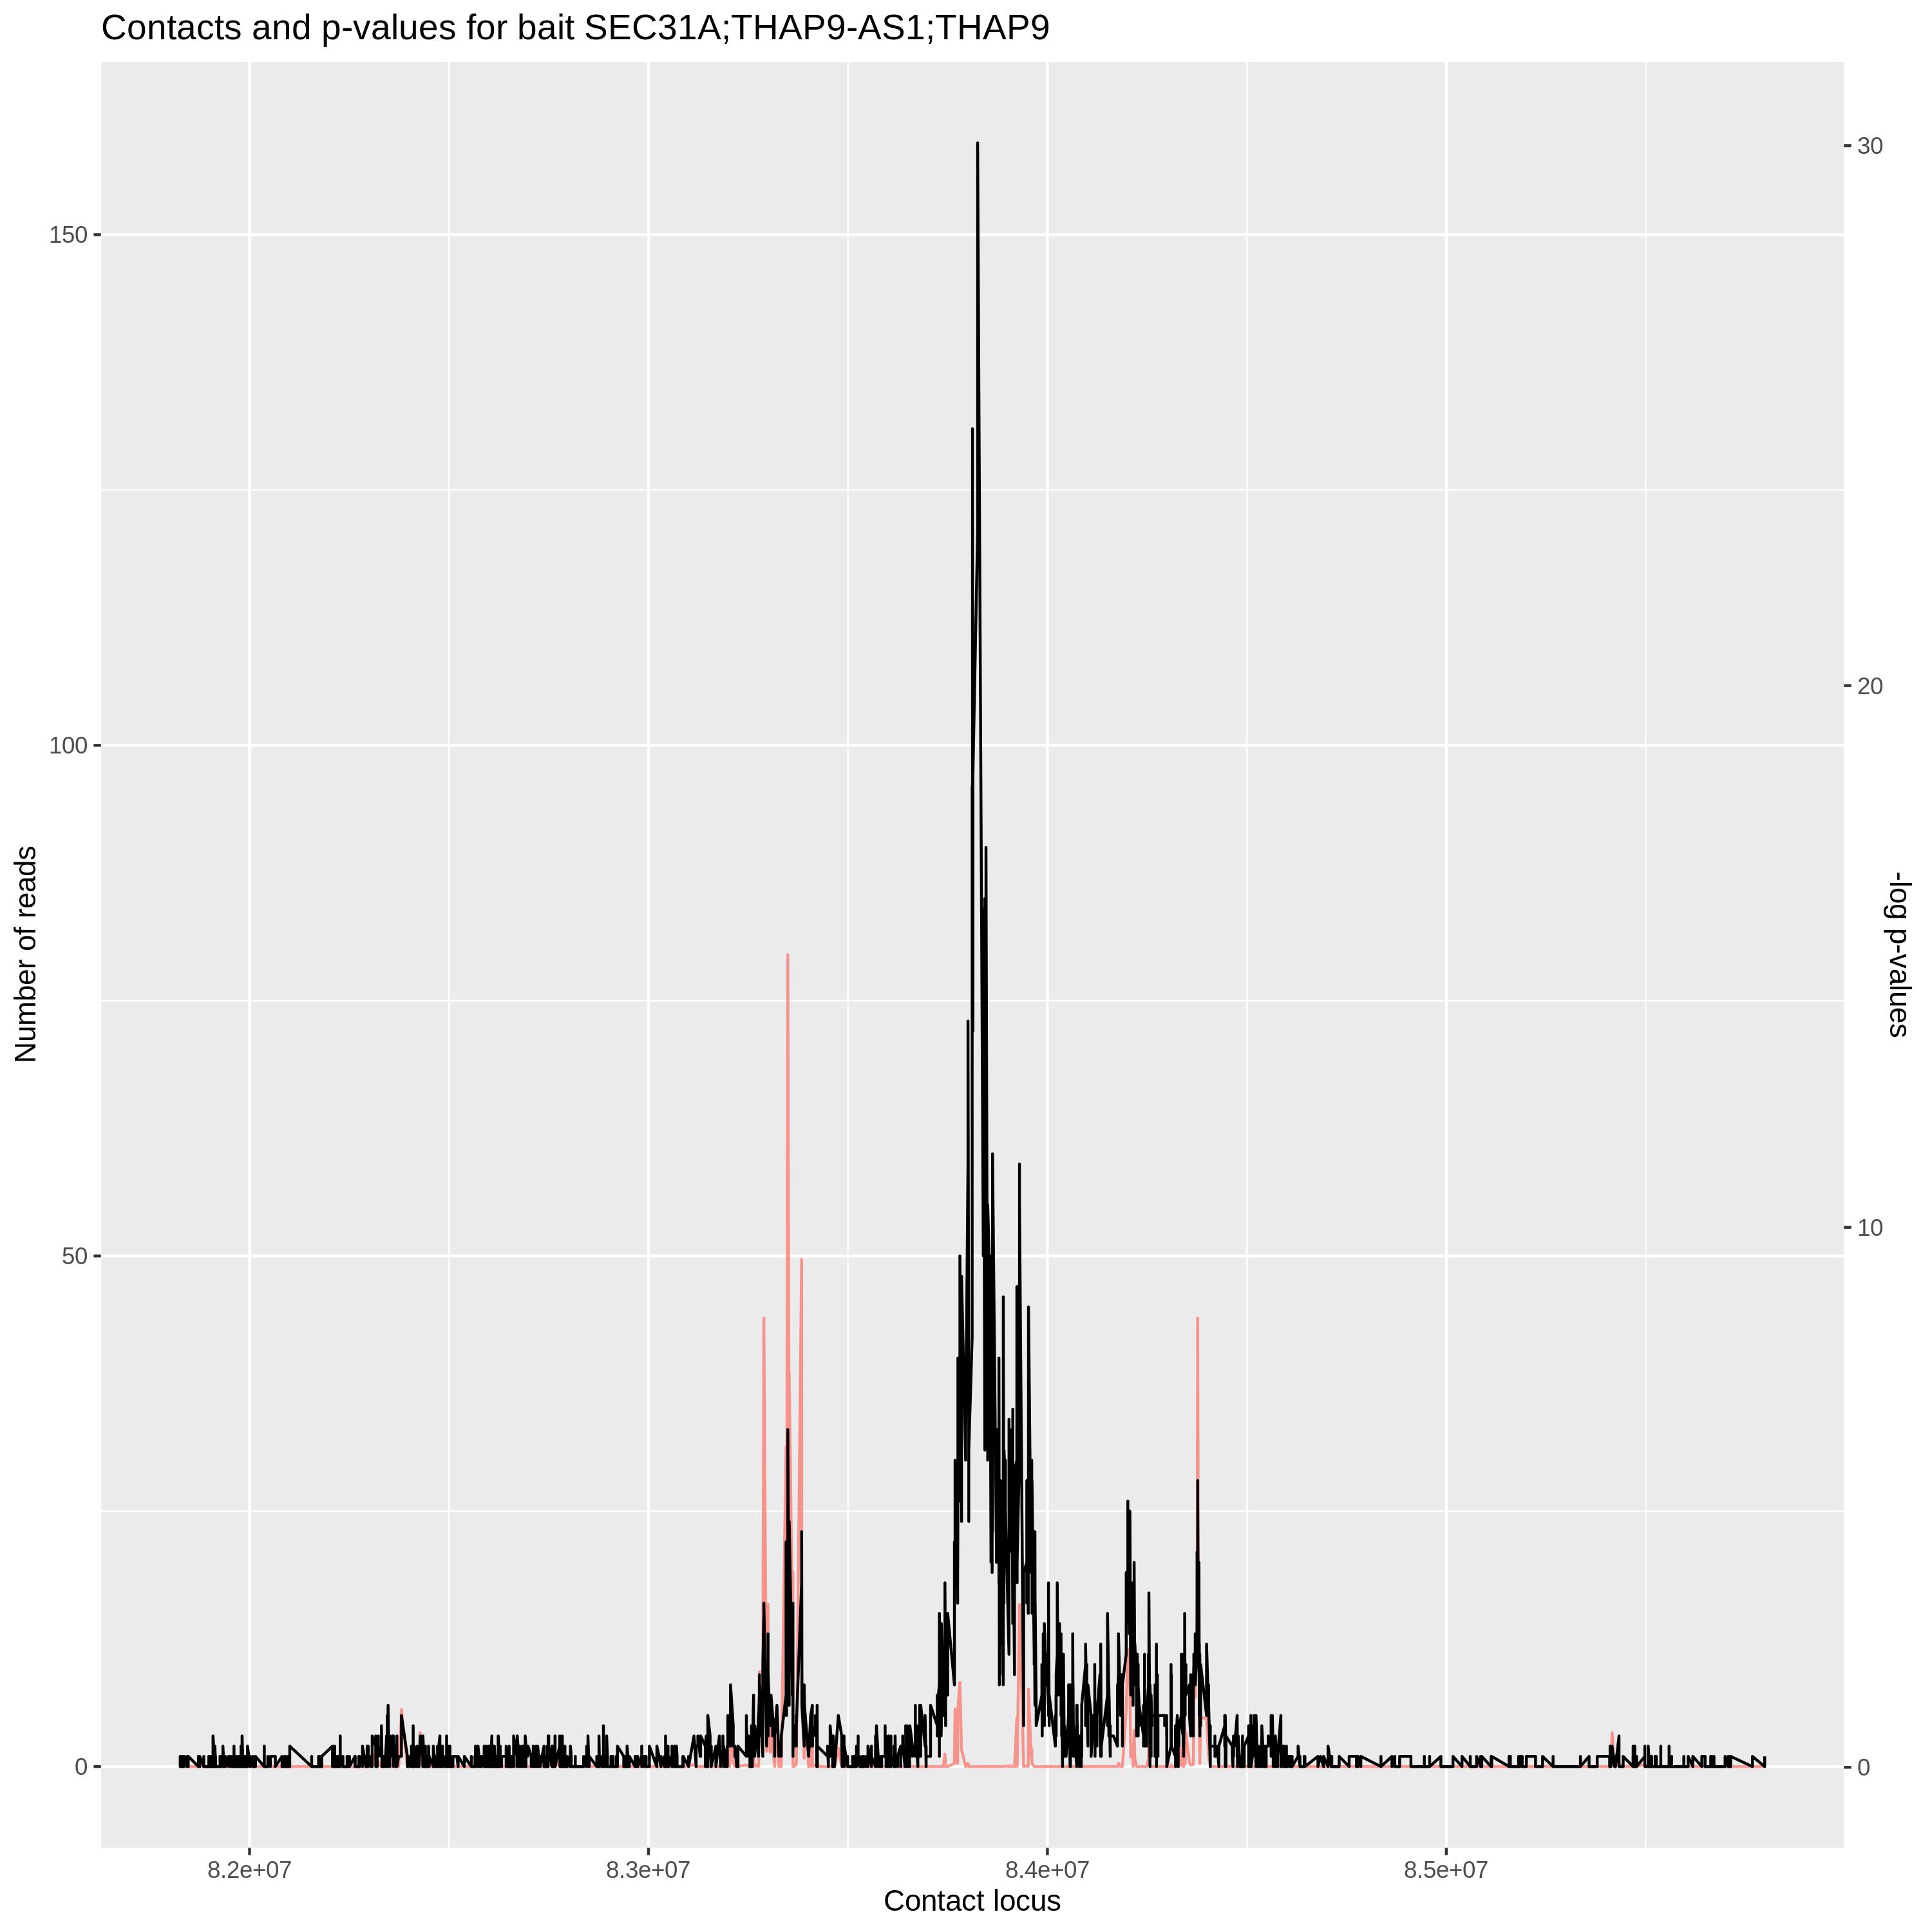 Contacts and p-values for bait SEC31A;THAP9-AS1;THAP9
150
100
50
0
Number of reads
30
20
10
0
-log p-values
8.2e+07
8.3e+07
8.4e+07
8.5e+07
Contact locus